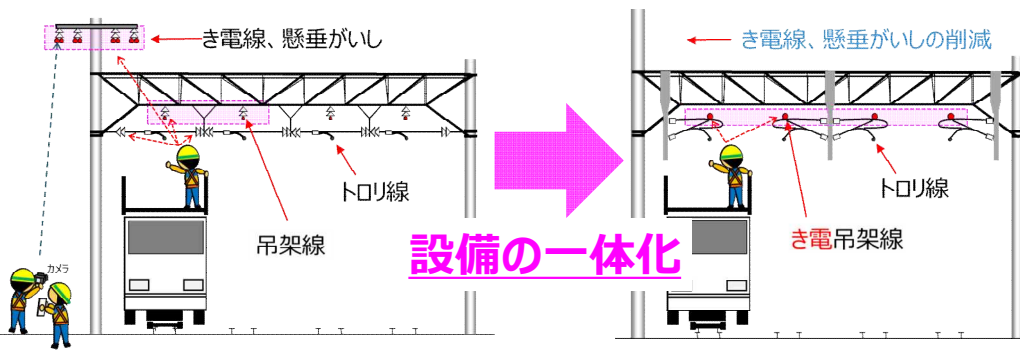 き電線、懸垂がいし
トロリ線
吊架線
カメラ
設備の一体化
き電線、懸垂がいしの削減
トロリ線
き電吊架線